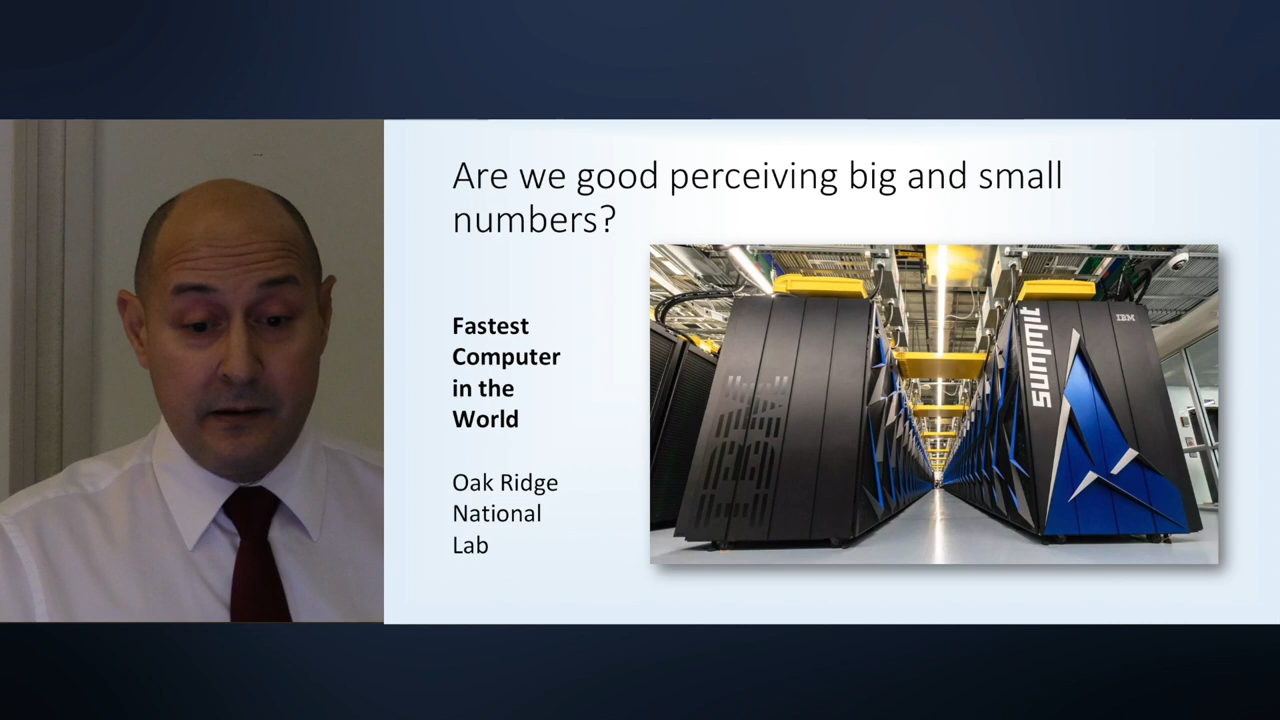 Are we good perceiving big and small
numbers?
Fastest
Computer
in the
World
Oak Ridge
National
Lab
IBM
summit
IBM